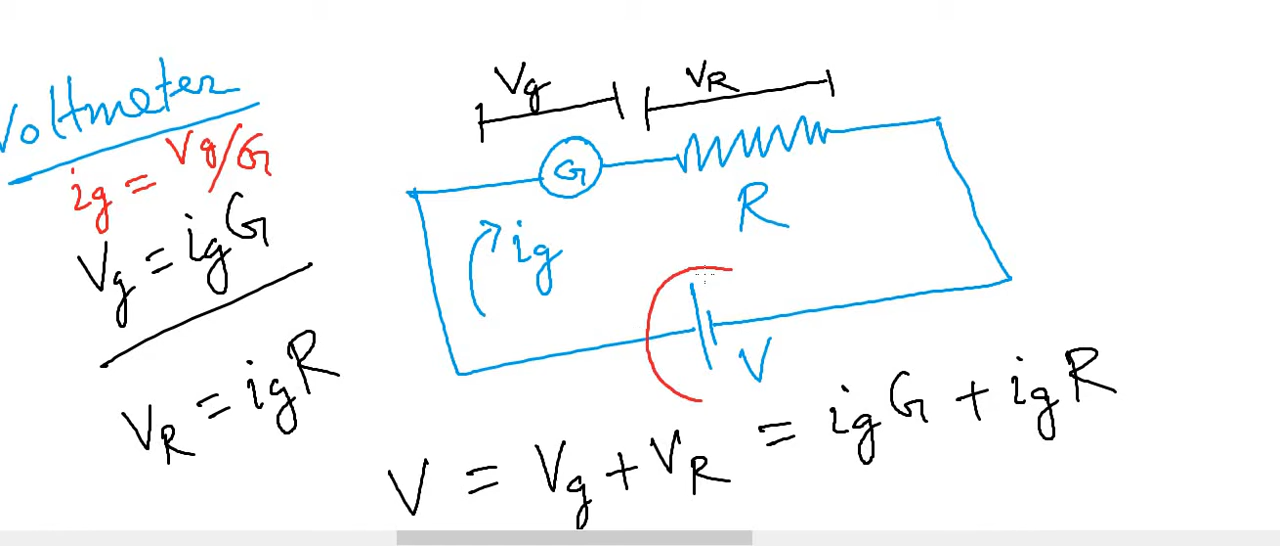 Voltmeter
ig = Vg/G
Vg = igG
VR = igR
Vg
VR
G
R
ig
V
V = Vg + VR = igG + igR